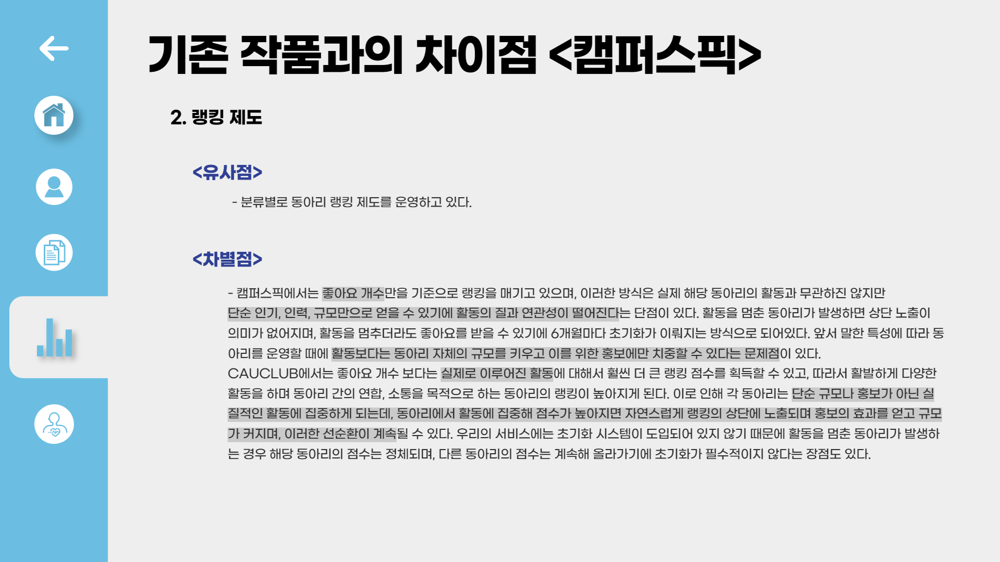 기존 작품과의 차이점 <캠퍼스픽>
2. 랭킹 제도
<유사점>
- 분류별로 동아리 랭킹 제도를 운영하고 있다.
<차별점>
- 캠퍼스픽에서는 좋아요 개수만을 기준으로 랭킹을 매기고 있으며, 이러한 방식은 실제 해당 동아리의 활동과 무관하진 않지만
단순 인기, 인력, 규모만으로 얻을 수 있기에 활동의 질과 연관성이 떨어진다는 단점이 있다. 활동을 멈춘 동아리가 발생하면 상단 노출이
의미가 없어지며, 활동을 멈추더라도 좋아요를 받을 수 있기에 6개월마다 초기화가 이뤄지는 방식으로 되어있다. 앞서 말한 특성에 따라 동
아리를 운영할 때에 활동보다는 동아리 자체의 규모를 키우고 이를 위한 홍보에만 치중할 수 있다는 문제점이 있다.
CAUCLUB에서는 좋아요 개수 보다는 실제로 이루어진 활동에 대해서 훨씬 더 큰 랭킹 점수를 획득할 수 있고, 따라서 활발하게 다양한
활동을 하며 동아리 간의 연합, 소통을 목적으로 하는 동아리의 랭킹이 높아지게 된다. 이로 인해 각 동아리는 단순 규모나 홍보가 아닌 실
질적인 활동에 집중하게 되는데, 동아리에서 활동에 집중해 점수가 높아지면 자연스럽게 랭킹의 상단에 노출되며 홍보의 효과를 얻고 규모
가 커지며, 이러한 선순환이 계속될 수 있다. 우리의 서비스에는 초기화 시스템이 도입되어 있지 않기 때문에 활동을 멈춘 동아리가 발생하
는 경우 해당 동아리의 점수는 정체되며, 다른 동아리의 점수는 계속해 올라가기에 초기화가 필수적이지 않다는 장점도 있다.